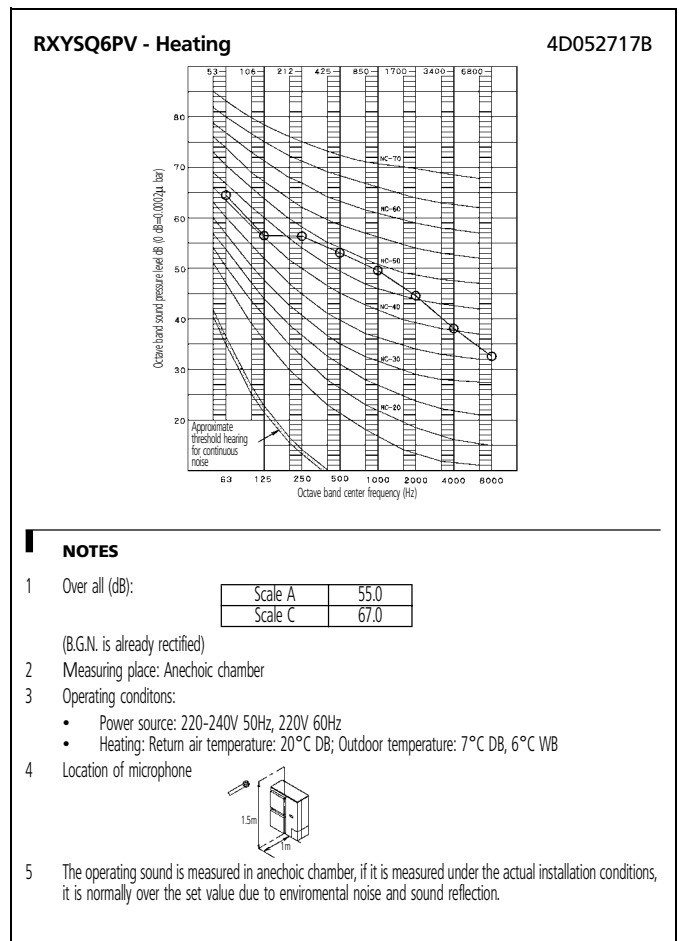 RXYSQ6PV - Heating 4D052717B
53 106 212 425 850 1700 3400 6800
80
70
60
50
40
30
20
Octave band sound pressure level dB (0 dB=0.0002µ bar)
NC-70
NC-60
NC-50
NC-40
NC-30
NC-20
Approximate
threshold hearing
for continuous
noise
63 125 250 500 1000 2000 4000 8000
Octave band center frequency (Hz)
NOTES
1 Over all (dB):
Scale A 55.0
Scale C 67.0
(B.G.N. is already rectified)
2 Measuring place: Anechoic chamber
3 Operating conditons:
• Power source: 220-240V 50Hz, 220V 60Hz
• Heating: Return air temperature: 20°C DB; Outdoor temperature: 7°C DB, 6°C WB
4 Location of microphone
1.5m
1m
5 The operating sound is measured in anechoic chamber, if it is measured under the actual installation conditions,
it is normally over the set value due to enviromental noise and sound reflection.